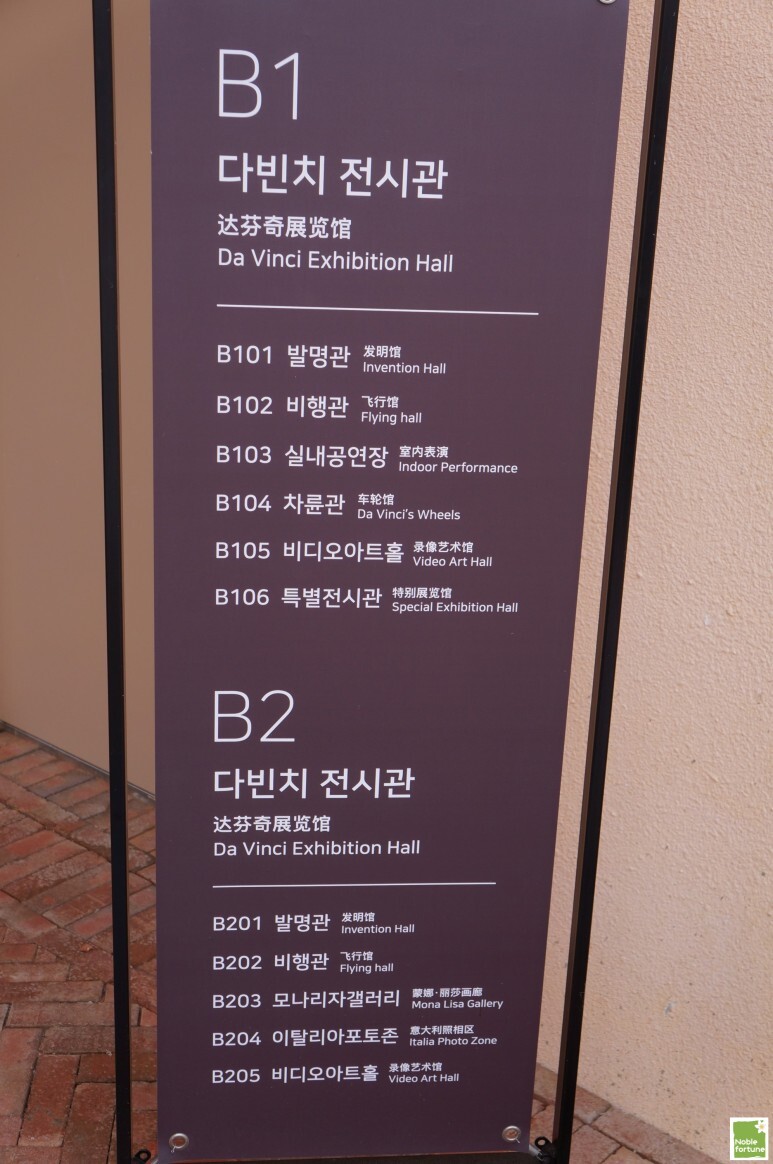 B1
다빈치 전시관
达芬奇展览馆
Da Vinci Exhibition Hall
B101 발명관 发明馆
Invention Hall
B102 비행관 飞行馆
Flying hall
B103 실내공연장 室内表演
Indoor Performance
B104 차륜관 车轮馆
Da Vinci's Wheels
B105 비디오아트홀 录像艺术馆
Video Art Hall
B106 특별전시관 特别展览馆
Special Exhibition Hall
B2
다빈치 전시관
达芬奇展览馆
Da Vinci Exhibition Hall
B201 발명관 发明馆
Invention Hall
B202 비행관 飞行馆
Flying hall
B203 모나리자갤러리 蒙娜·丽莎画廊
Mona Lisa Gallery
B204 이탈리아포토존 意大利照相区
Italia Photo Zone
B205 비디오아트홀 录像艺术馆
Video Art Hall
Noble
fortune